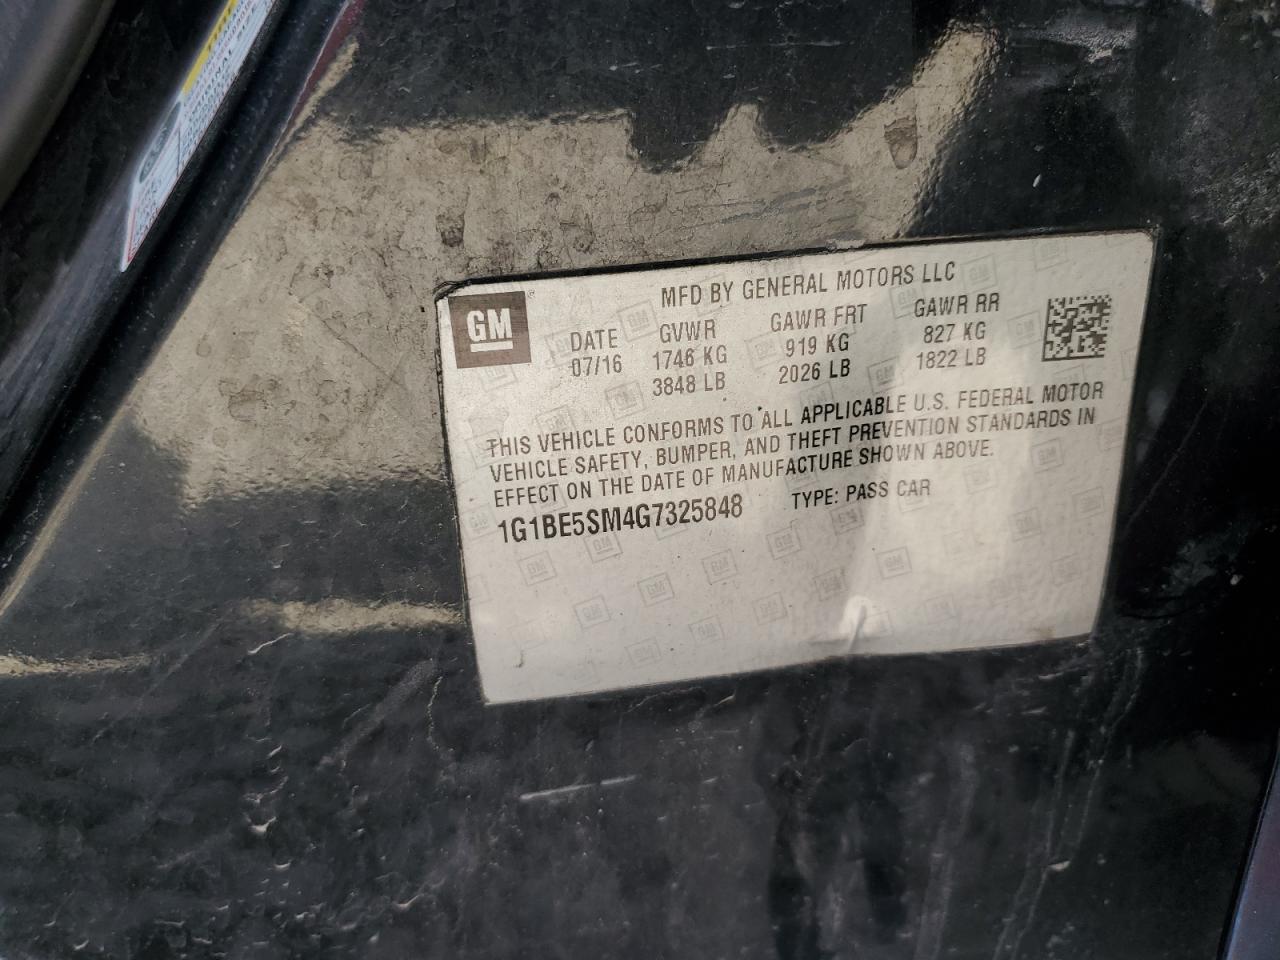 GM
MFD BY GENERAL MOTORS LLC
DATE GVWR GAWR FRT GAWR RR
07/16 1746 KG 919 KG 827 KG
3848 LB 2026 LB 1822 LB
THIS VEHICLE CONFORMS TO ALL APPLICABLE U.S. FEDERAL MOTOR
VEHICLE SAFETY, BUMPER, AND THEFT PREVENTION STANDARDS IN
EFFECT ON THE DATE OF MANUFACTURE SHOWN ABOVE.
1G1BE5SM4G7325848 TYPE: PASS CAR